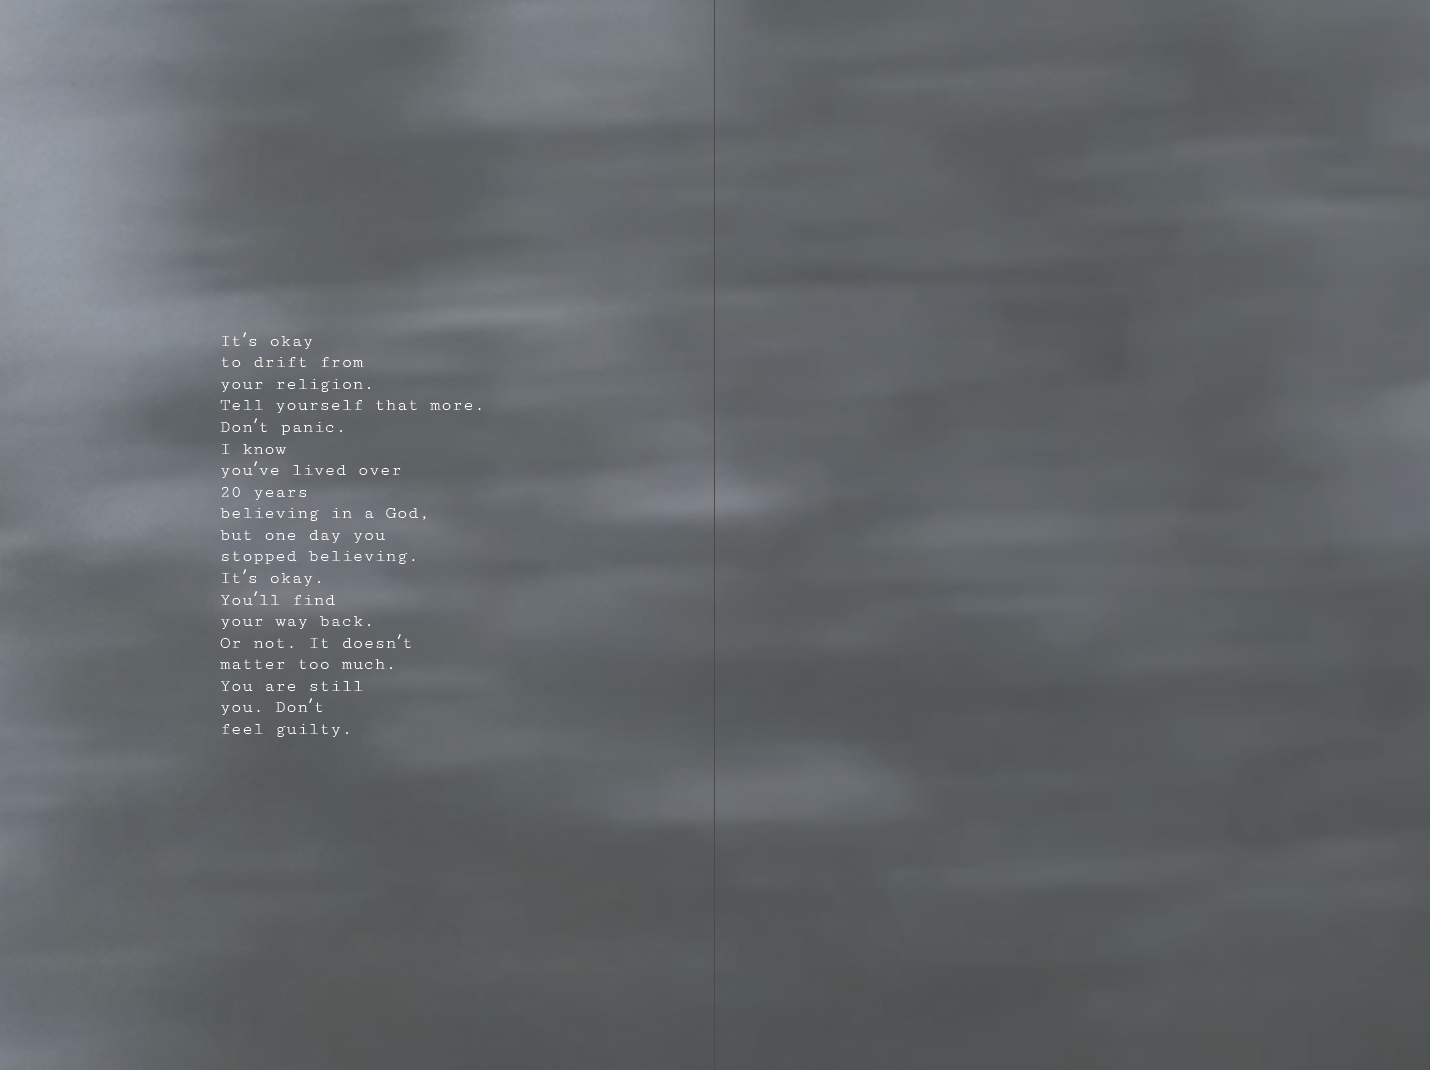 It's okay
to drift from
your religion.
Tell yourself that more.
Don't panic.
I know
you've lived over
20 years
believing in a God,
but one day you
stopped believing.
It's okay.
You'll find
your way back.
Or not. It doesn't
matter too much.
You are still
you. Don't
feel guilty.